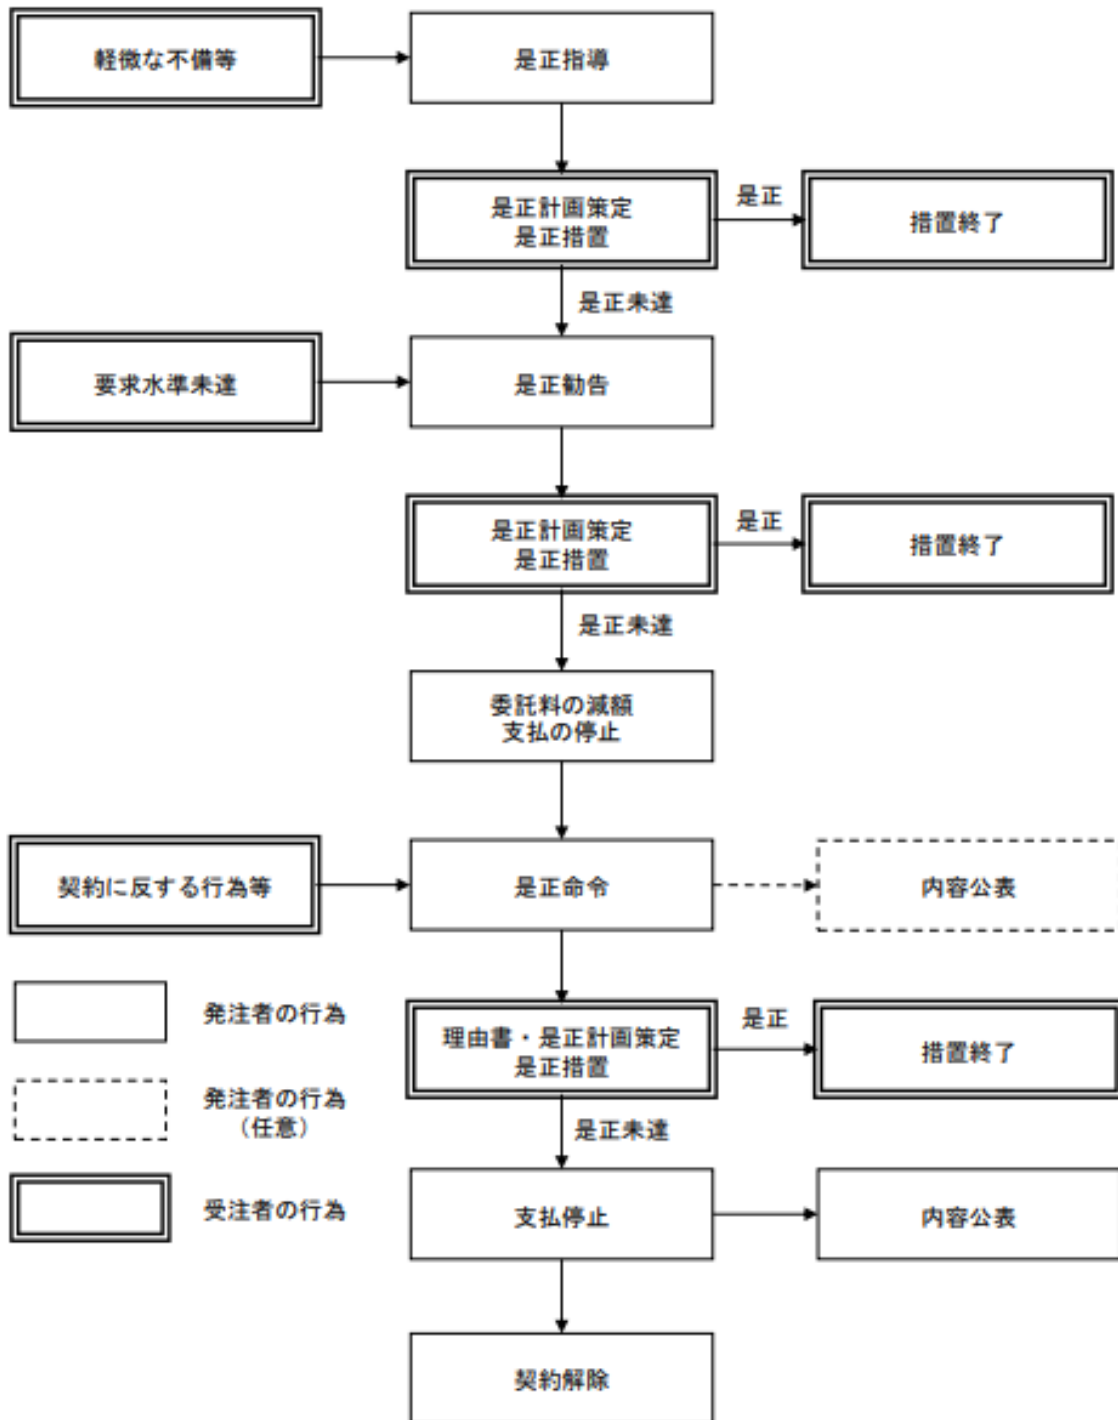 軽微な不備等
是正指導
是正計画策定
是正措置
是正
措置終了
是正未達
要求水準未達
是正勧告
是正計画策定
是正措置
是正
措置終了
是正未達
委託料の減額
支払の停止
契約に反する行為等
是正命令
内容公表
発注者の行為
理由書・是正計画策定
是正措置
是正
措置終了
発注者の行為
（任意）
是正未達
受注者の行為
支払停止
内容公表
契約解除